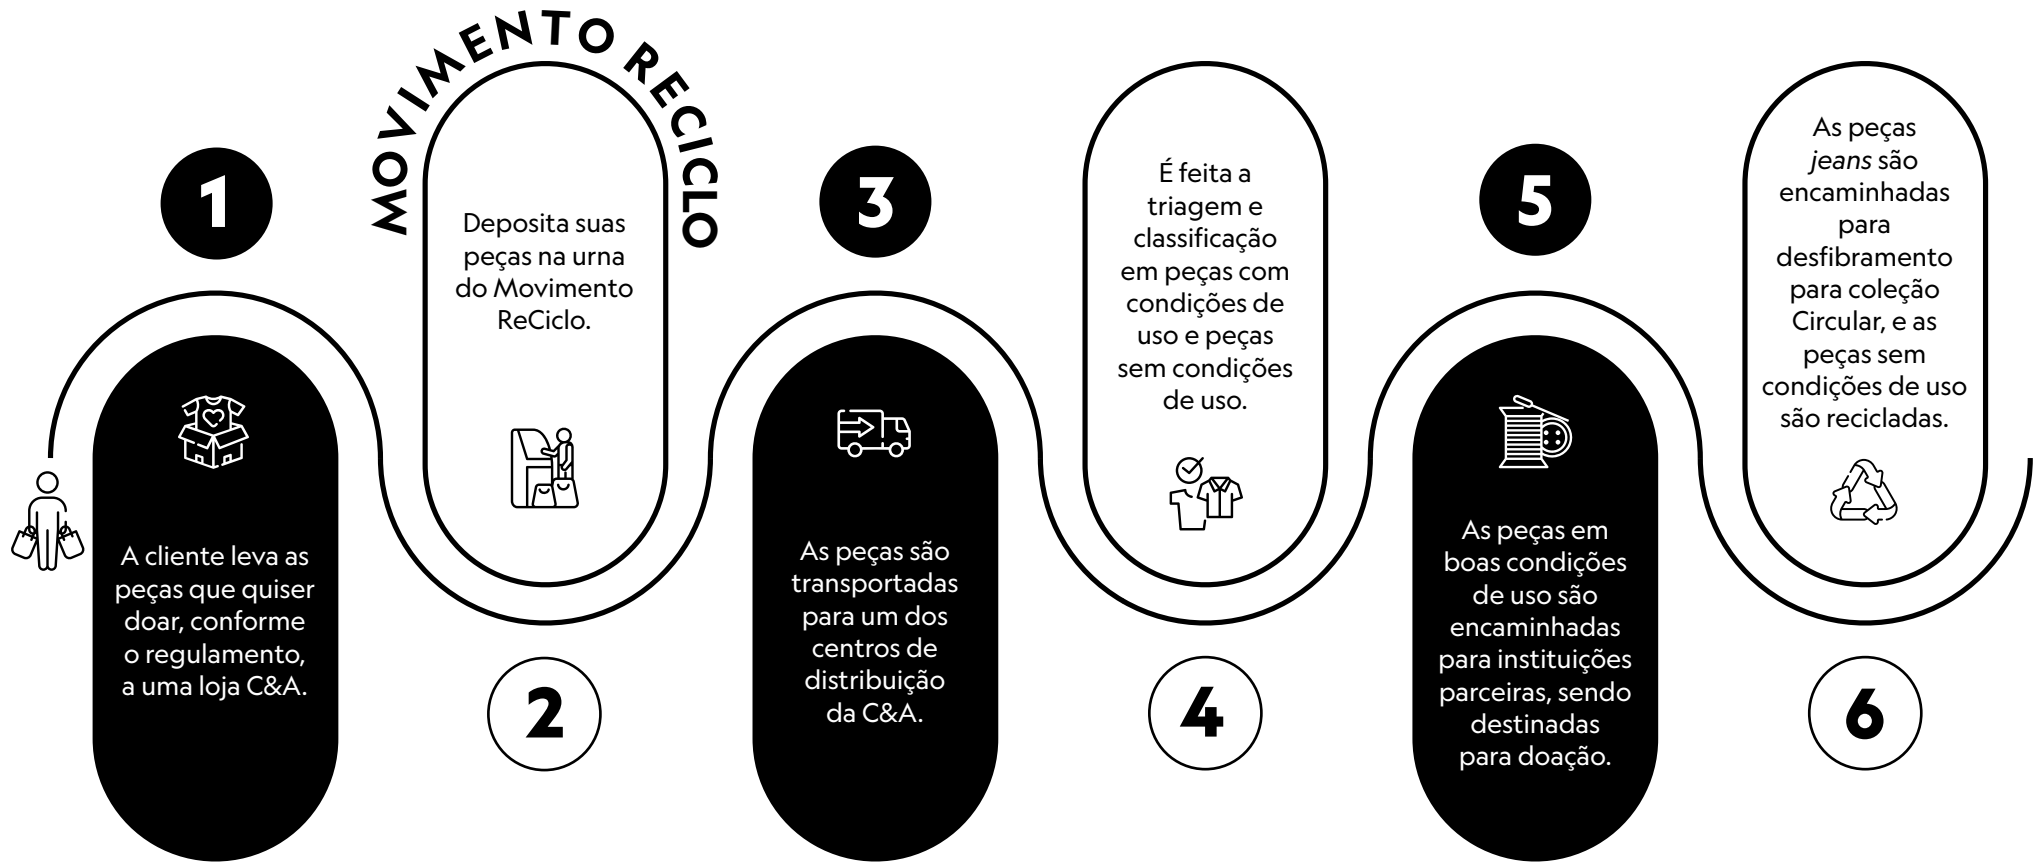 MOVIMENTO RECICLO
1
A cliente leva as
peças que quiser
doar, conforme
o regulamento,
a uma loja C&A.
Deposita suas
peças na urna
do Movimento
ReCiclo.
2
3
As peças são
transportadas
para um dos
centros de
distribuição
da C&A.
É feita a
triagem e
classificação
em peças com
condições de
uso e peças
sem condições
de uso.
4
5
As peças em
boas condições
de uso são
encaminhadas
para instituições
parceiras, sendo
destinadas
para doação.
As peças
jeans são
encaminhadas
para
desfibramento
para coleção
Circular, e as
peças sem
condições de uso
são recicladas.
6